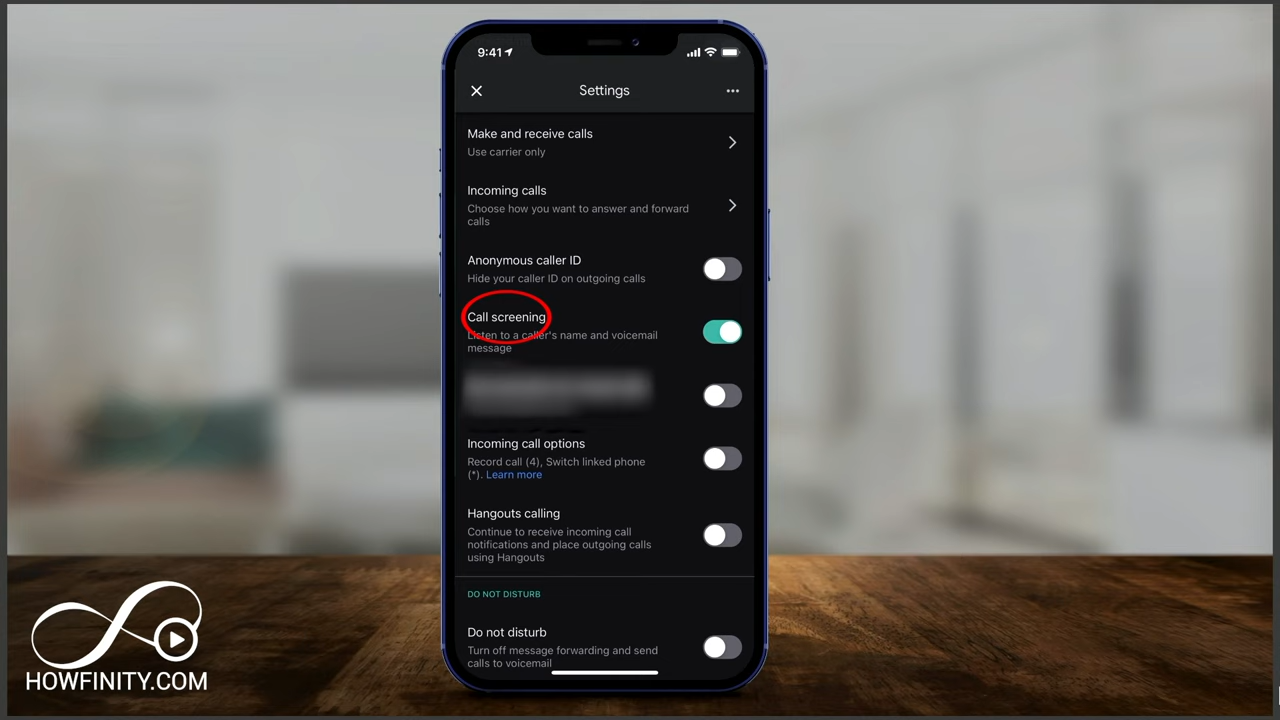 9:41
Settings
Make and receive calls
Use carrier only
Incoming calls
Choose how you want to answer and forward
calls
Anonymous caller ID
Hide your caller ID on outgoing calls
Call screening
Listen to a caller's name and voicemail
message
Incoming call options
Record call (4), Switch linked phone
(*). Learn more
Hangouts calling
Continue to receive incoming call
notifications and place outgoing calls
using Hangouts
DO NOT DISTURB
Do not disturb
Turn off message forwarding and send
calls to voicemail
HOWFINITY.COM